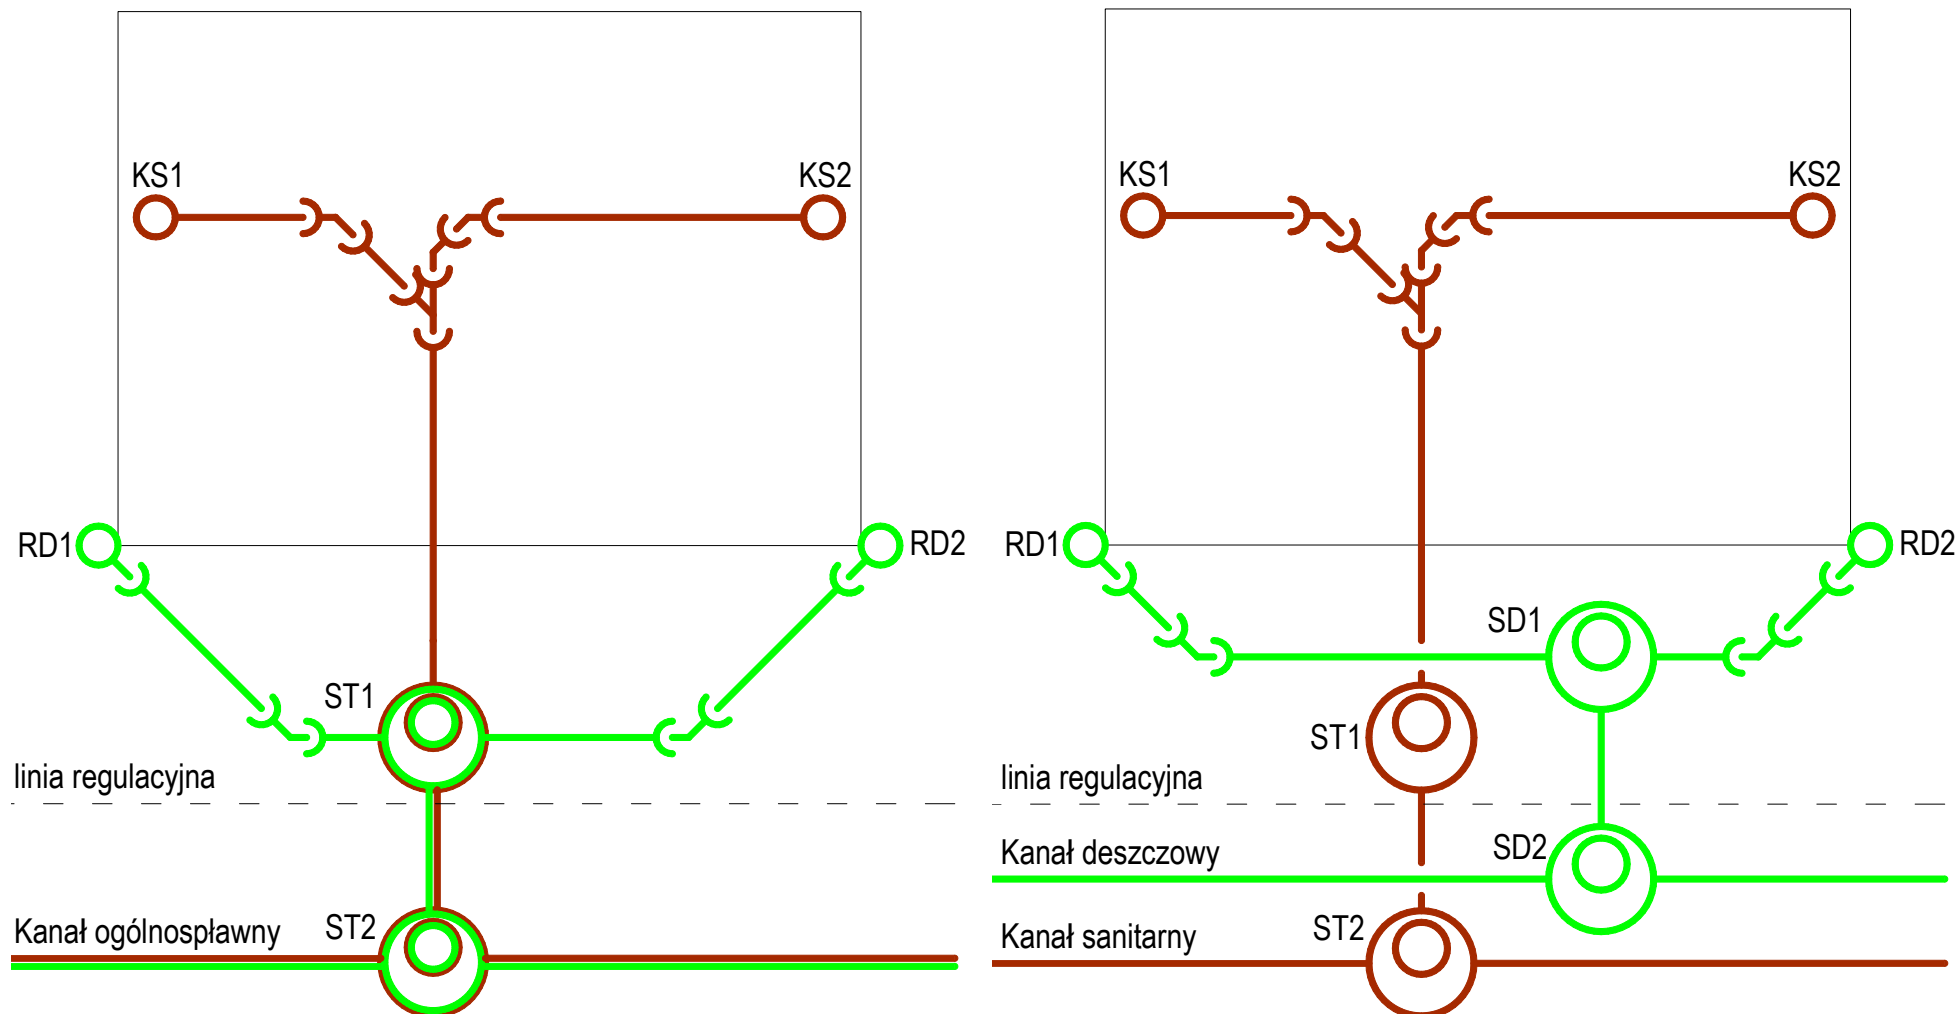 KS1
KS2
RD1
RD2
ST1
linia regulacyjna
Kanał ogólnospławny
ST2
KS1
KS2
RD1
RD2
SD1
ST1
linia regulacyjna
Kanał deszczowy
SD2
Kanał sanitarny
ST2